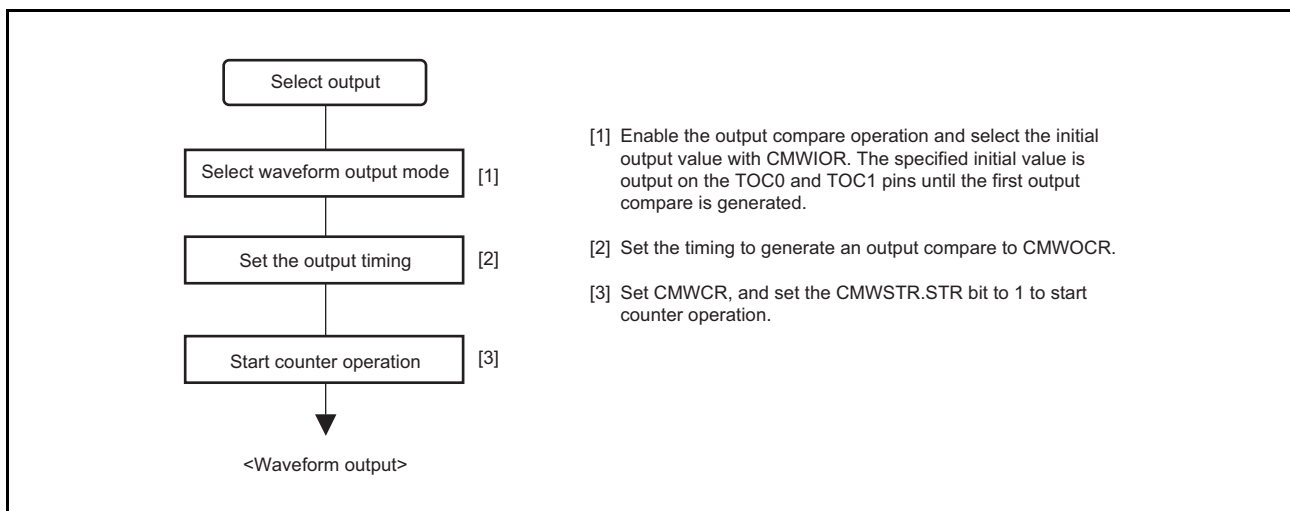 Select output
Select waveform output mode [1]
Set the output timing [2]
Start counter operation [3]
<Waveform output>
[1] Enable the output compare operation and select the initial
output value with CMWIOR. The specified initial value is
output on the TOC0 and TOC1 pins until the first output
compare is generated.
[2] Set the timing to generate an output compare to CMWOCR.
[3] Set CMWCR, and set the CMWSTR.STR bit to 1 to start
counter operation.